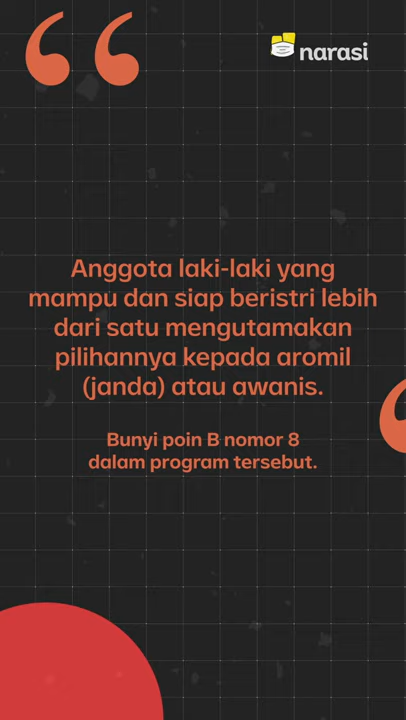 narasi
Anggota laki-laki yang
mampu dan siap beristri lebih
dari satu mengutamakan
pilihannya kepada aromil
(janda) atau awanis.
Bunyi poin B nomor 8
dalam program tersebut.